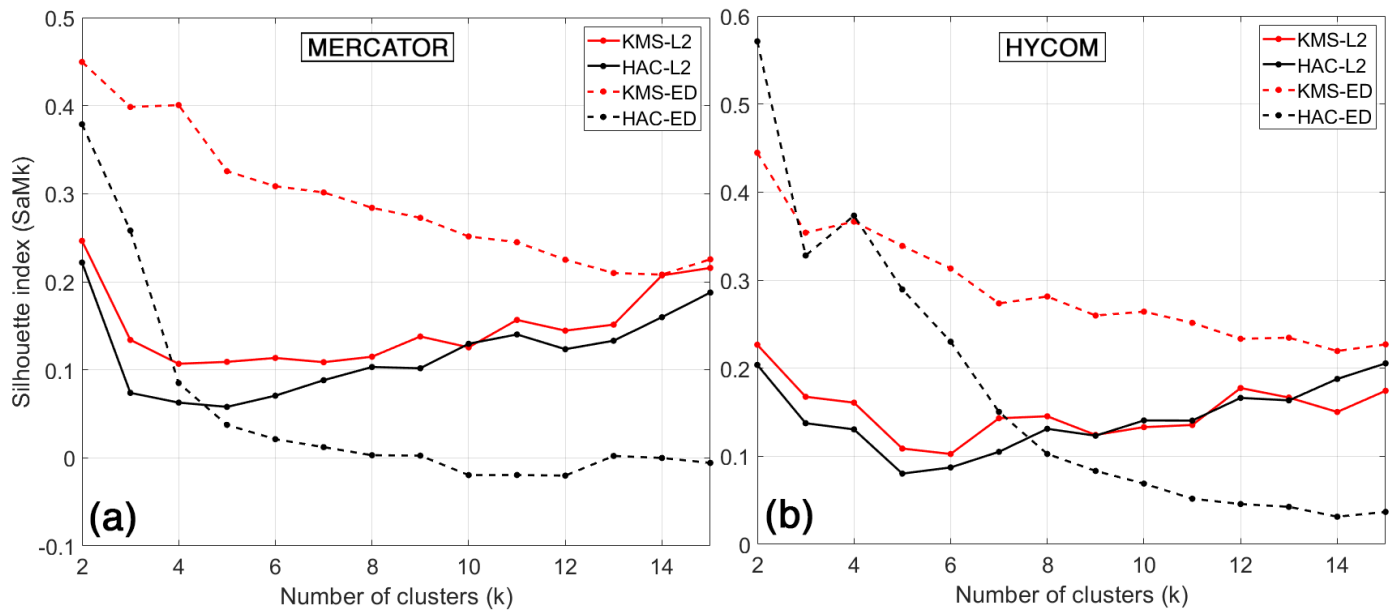 MERCATOR
KMS-L2
HAC-L2
KMS-ED
HAC-ED
Silhouette index (SaMk)
0.5
0.4
0.3
0.2
0.1
0
-0.1
(a)
2 4 6 8 10 12 14
Number of clusters (k)
HYCOM
KMS-L2
HAC-L2
KMS-ED
HAC-ED
0.6
0.5
0.4
0.3
0.2
0.1
0
(b)
2 4 6 8 10 12 14
Number of clusters (k)